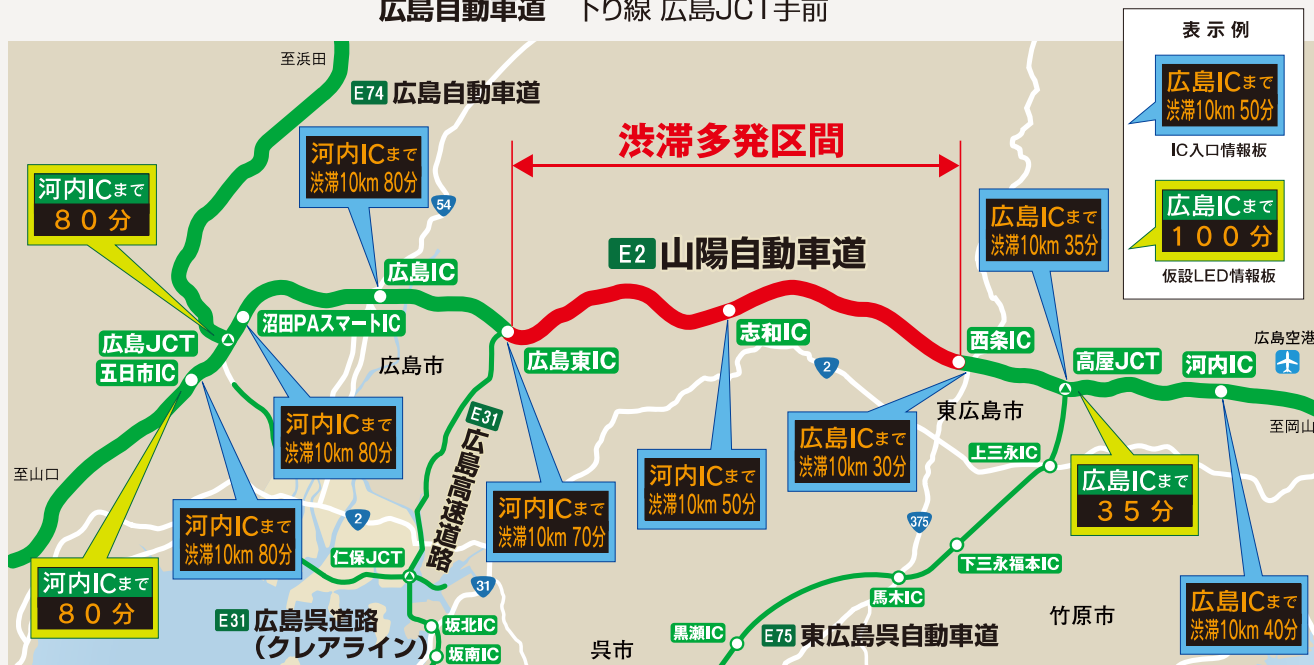 広島自動車道 下り線 広島JCT手前
表示例
広島ICまで
渋滞10km 50分
IC入口情報板
広島ICまで
100分
仮設LED情報板
至浜田
E74 広島自動車道
渋滞多発区間
河内ICまで
渋滞10km 80分
54
河内ICまで
80分
広島ICまで
渋滞10km 35分
E2 山陽自動車道
広島IC
沼田PAスマートIC
広島JCT
五日市IC
広島市
広島東IC
志和IC
西条IC
高屋JCT
河内IC
広島空港
2
東広島市
至岡山
E31 広島高速道路
河内ICまで
渋滞10km 80分
広島ICまで
渋滞10km 30分
上三永IC
至山口
河内ICまで
渋滞10km 50分
広島ICまで
35分
河内ICまで
渋滞10km 80分
2
河内ICまで
渋滞10km 70分
375
仁保JCT
下三永福本IC
河内ICまで
80分
31
馬木IC
広島ICまで
渋滞10km 40分
E31 広島呉道路
(クレアライン)
坂北IC
坂南IC
呉市
黒瀬IC
E75 東広島呉自動車道
竹原市